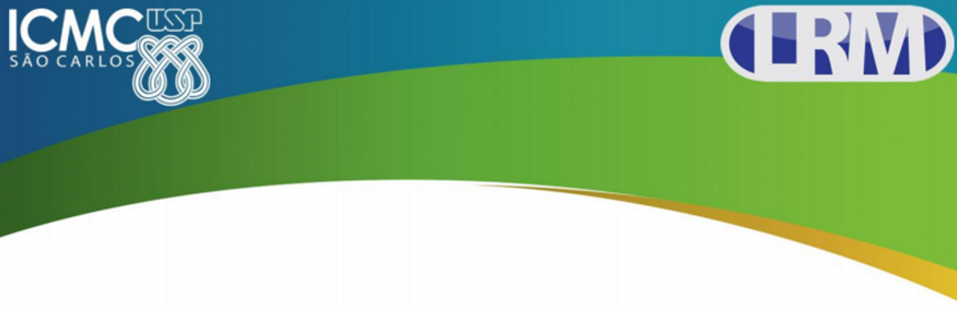 ICMC USP
SÃO CARLOS
LRM